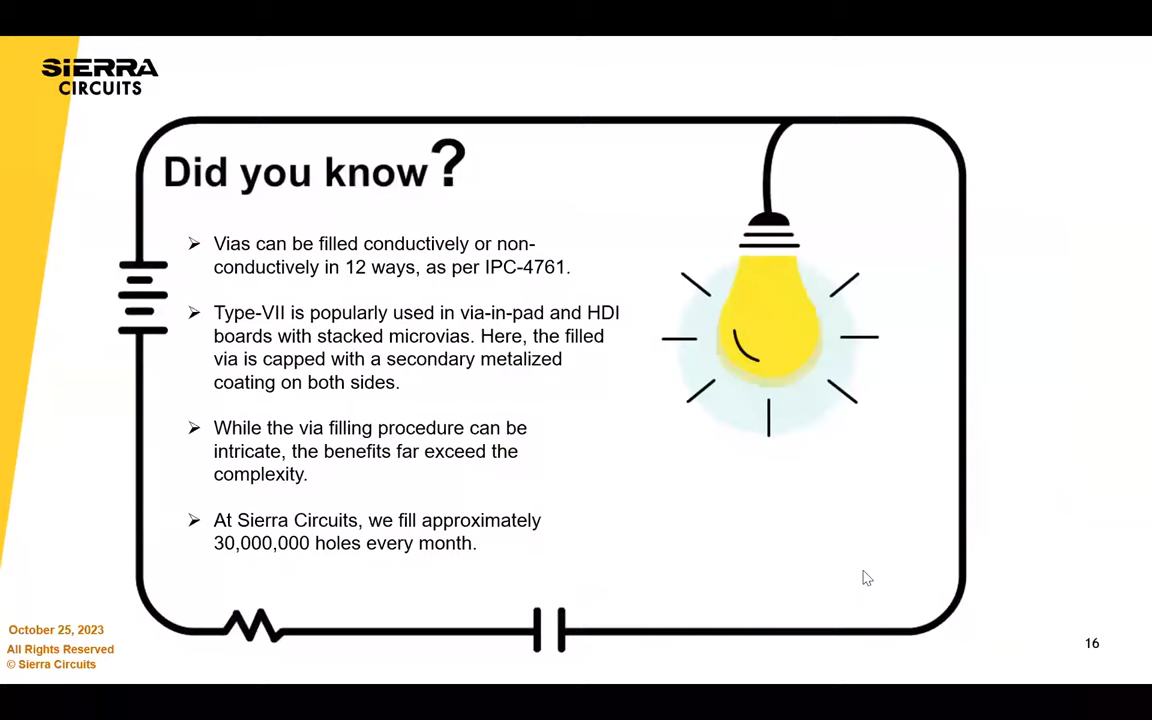 SIERRA
CIRCUITS
Did you know?
➢ Vias can be filled conductively or non-
conductively in 12 ways, as per IPC-4761.
➢ Type-VII is popularly used in via-in-pad and HDI
boards with stacked microvias. Here, the filled
via is capped with a secondary metalized
coating on both sides.
➢ While the via filling procedure can be
intricate, the benefits far exceed the
complexity.
➢ At Sierra Circuits, we fill approximately
30,000,000 holes every month.
October 25, 2023
All Rights Reserved
© Sierra Circuits
16